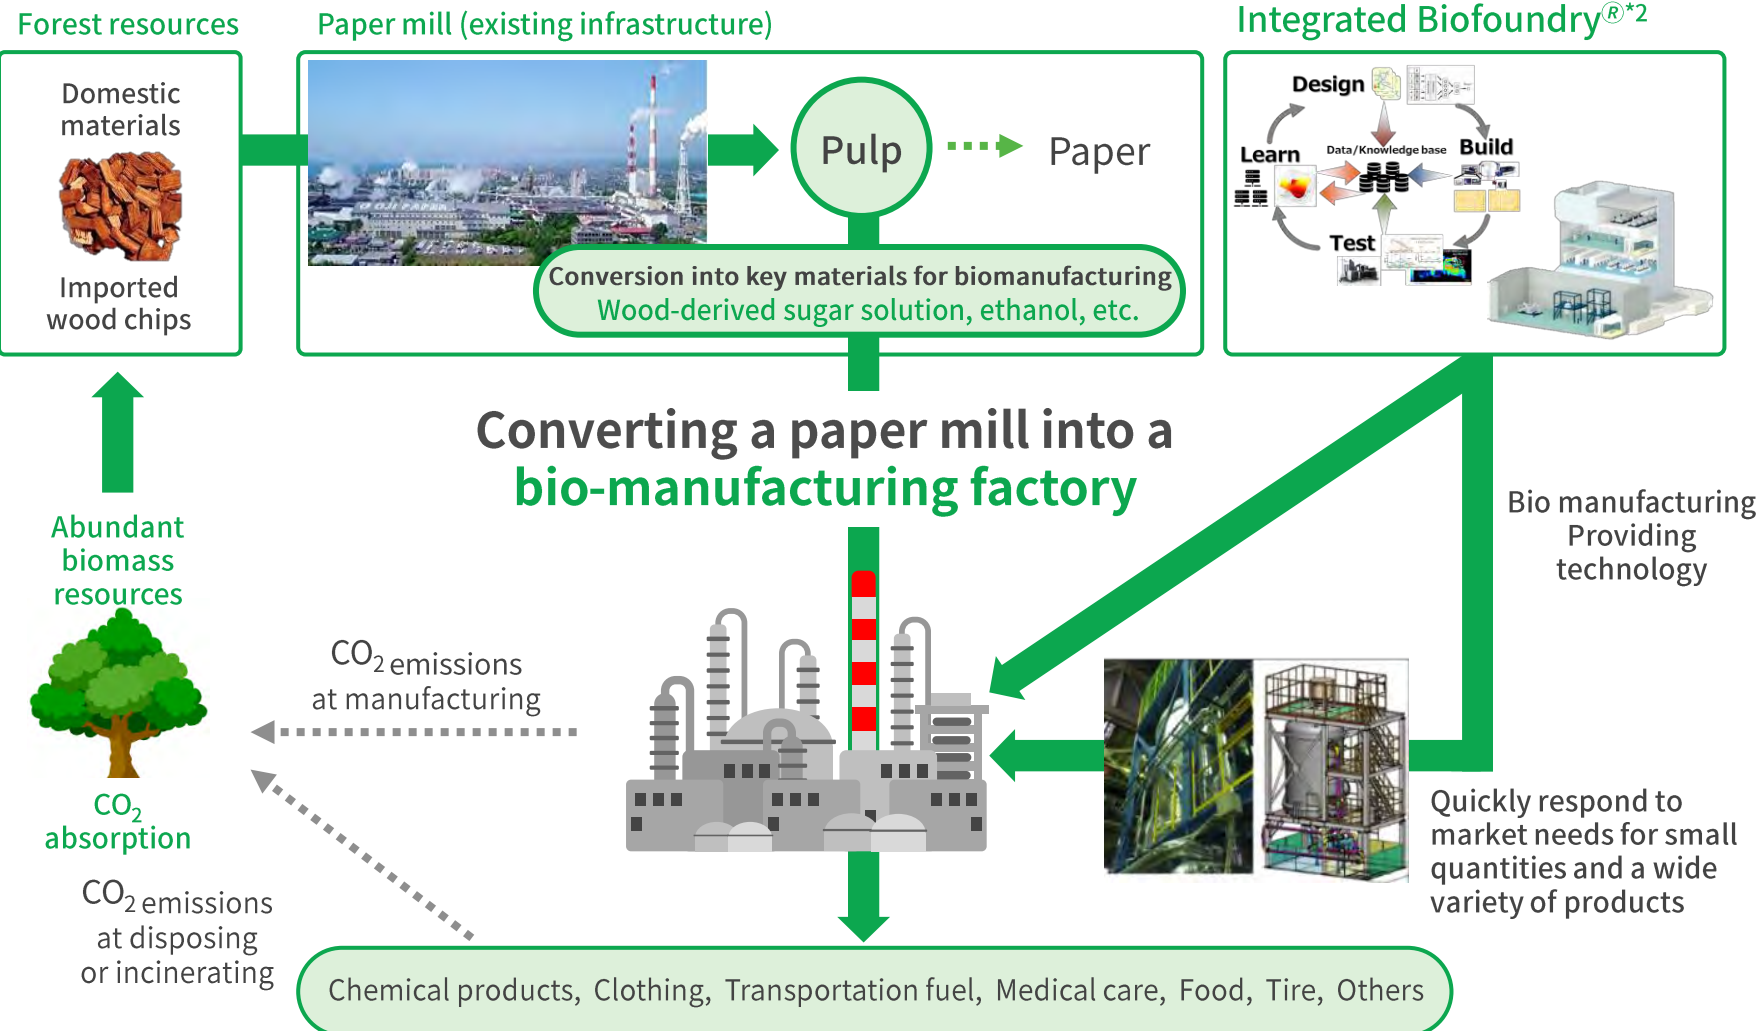 Forest resources
Domestic
materials
Imported
wood chips
Paper mill (existing infrastructure)
OJI PAPER
Pulp
Paper
Conversion into key materials for biomanufacturing
Wood-derived sugar solution, ethanol, etc.
Integrated Biofoundry®*2
Design
Build
Data/Knowledge base
Learn
Test
Converting a paper mill into a
bio-manufacturing factory
Bio manufacturing
Providing
technology
Abundant
biomass
resources
CO2 emissions
at manufacturing
CO2
absorption
CO2 emissions
at disposing
or incinerating
Quickly respond to
market needs for small
quantities and a wide
variety of products
Chemical products, Clothing, Transportation fuel, Medical care, Food, Tire, Others